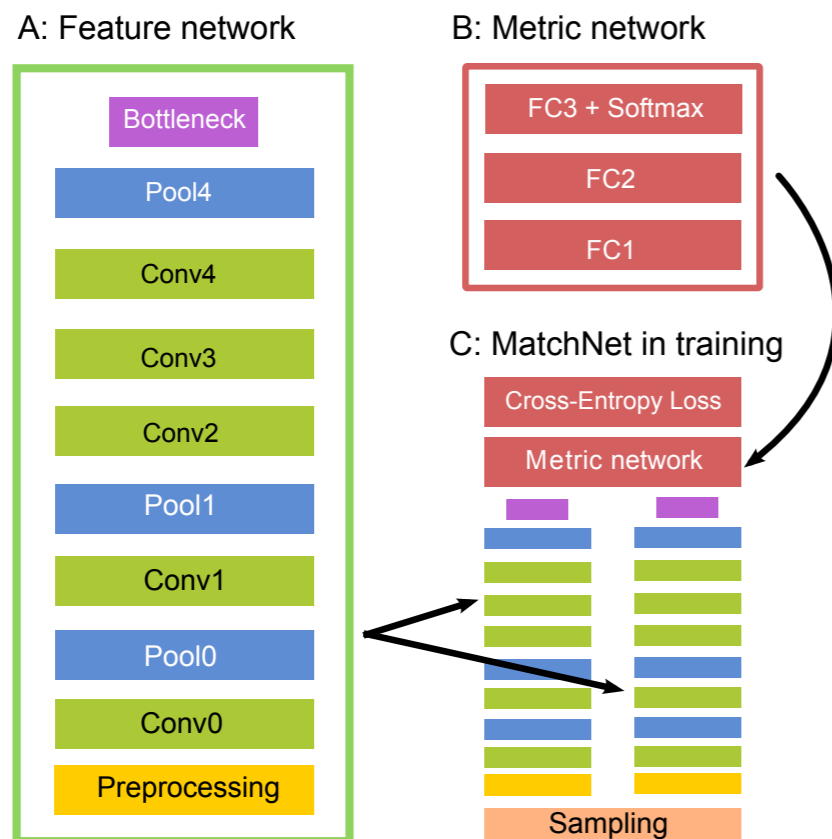 A: Feature network
Bottleneck
Pool4
Conv4
Conv3
Conv2
Pool1
Conv1
Pool0
Conv0
Preprocessing
B: Metric network
FC3 + Softmax
FC2
FC1
C: MatchNet in training
Cross-Entropy Loss
Metric network
Sampling